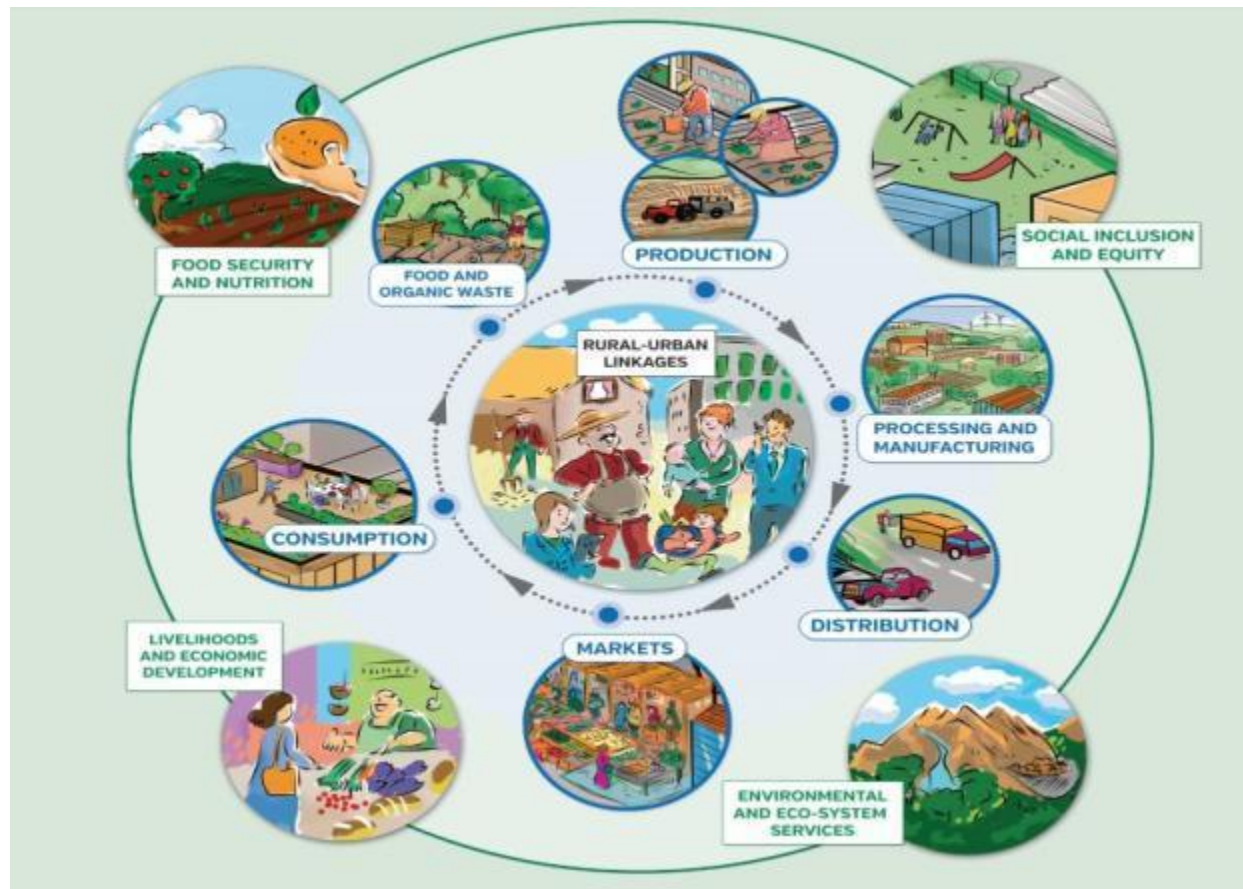 FOOD SECURITY
AND NUTRITION
FOOD AND
ORGANIC WASTE
PRODUCTION
SOCIAL INCLUSION
AND EQUITY
RURAL-URBAN
LINKAGES
PROCESSING AND
MANUFACTURING
CONSUMPTION
DISTRIBUTION
LIVELIHOODS
AND ECONOMIC
DEVELOPMENT
MARKETS
ENVIRONMENTAL
AND ECO-SYSTEM
SERVICES